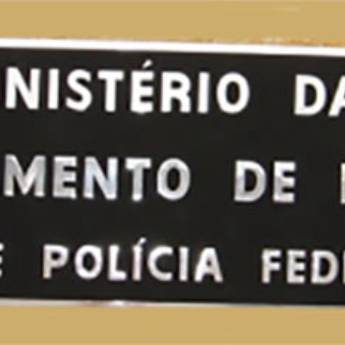 NISTÉRIO DA
MENTO DE
E POLÍCIA FED